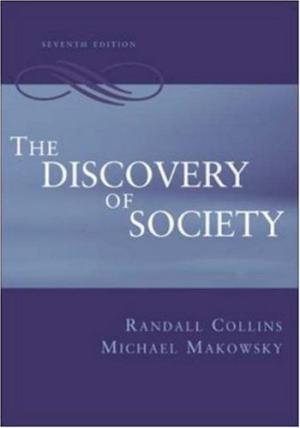 SEVENTH EDITION
THE
DISCOVERY
OF
SOCIETY
RANDALL COLLINS
MICHAEL MAKOWSKY